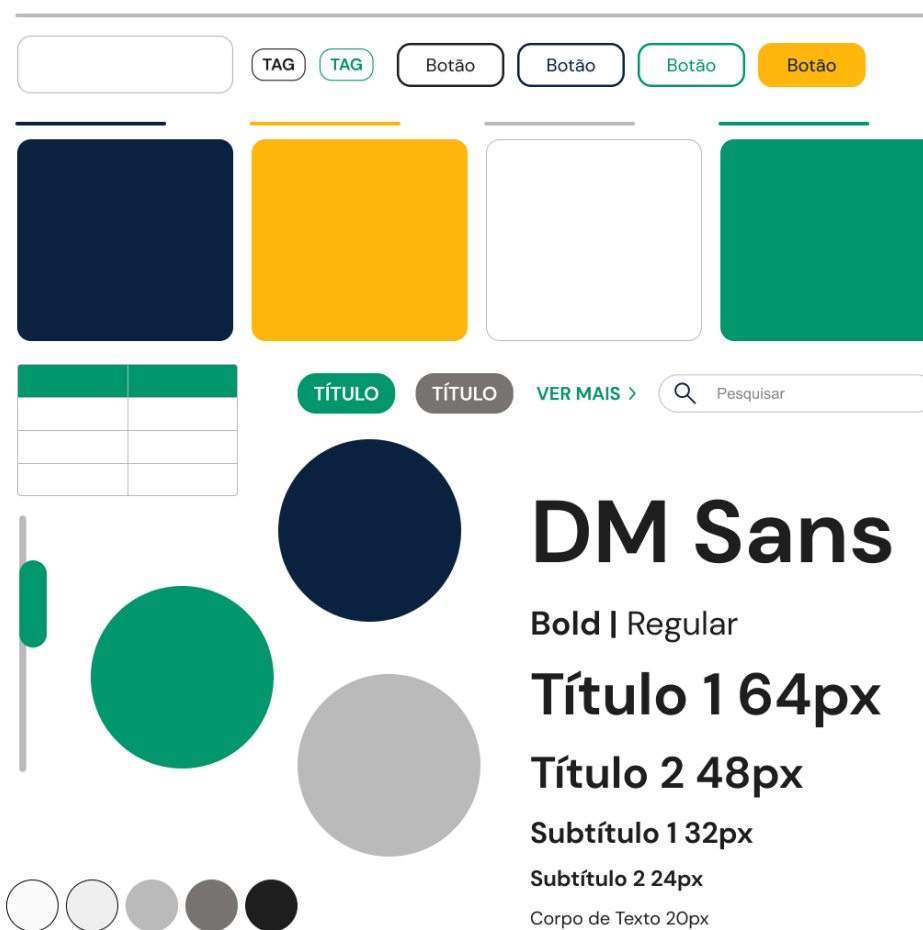 TAG TAG Botão Botão Botão Botão
TÍTULO TÍTULO VER MAIS > Pesquisar
DM Sans
Bold | Regular
Título 1 64px
Título 2 48px
Subtítulo 1 32px
Subtítulo 2 24px
Corpo de Texto 20px